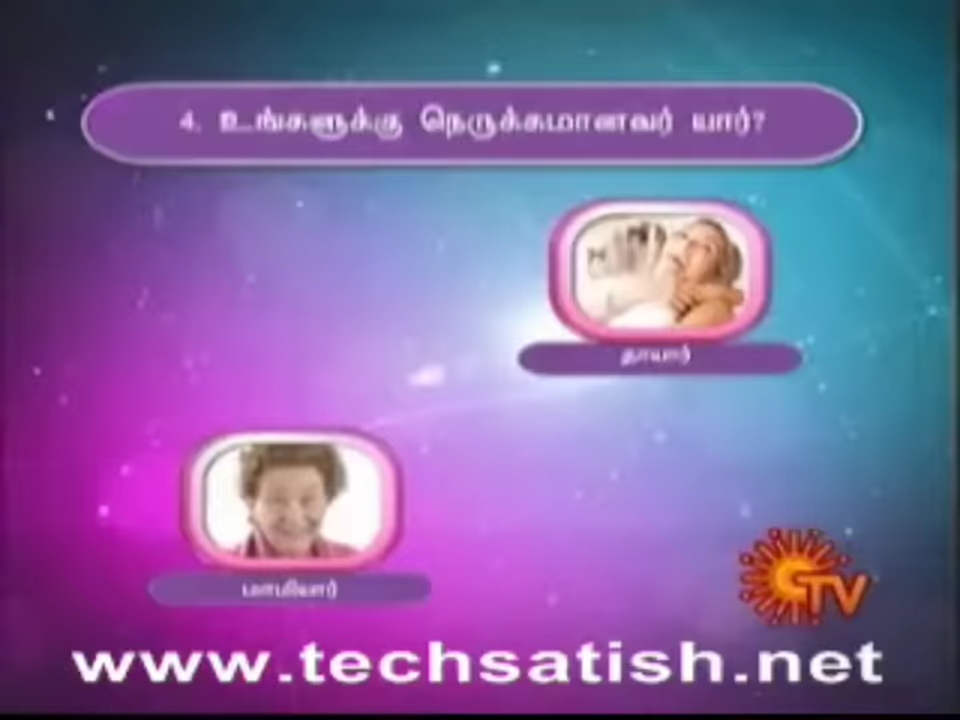 4. உங்களுக்கு நெருக்கமானவர் யார்?
தாயார்
மாமியார்
TV
www.techsatish.net